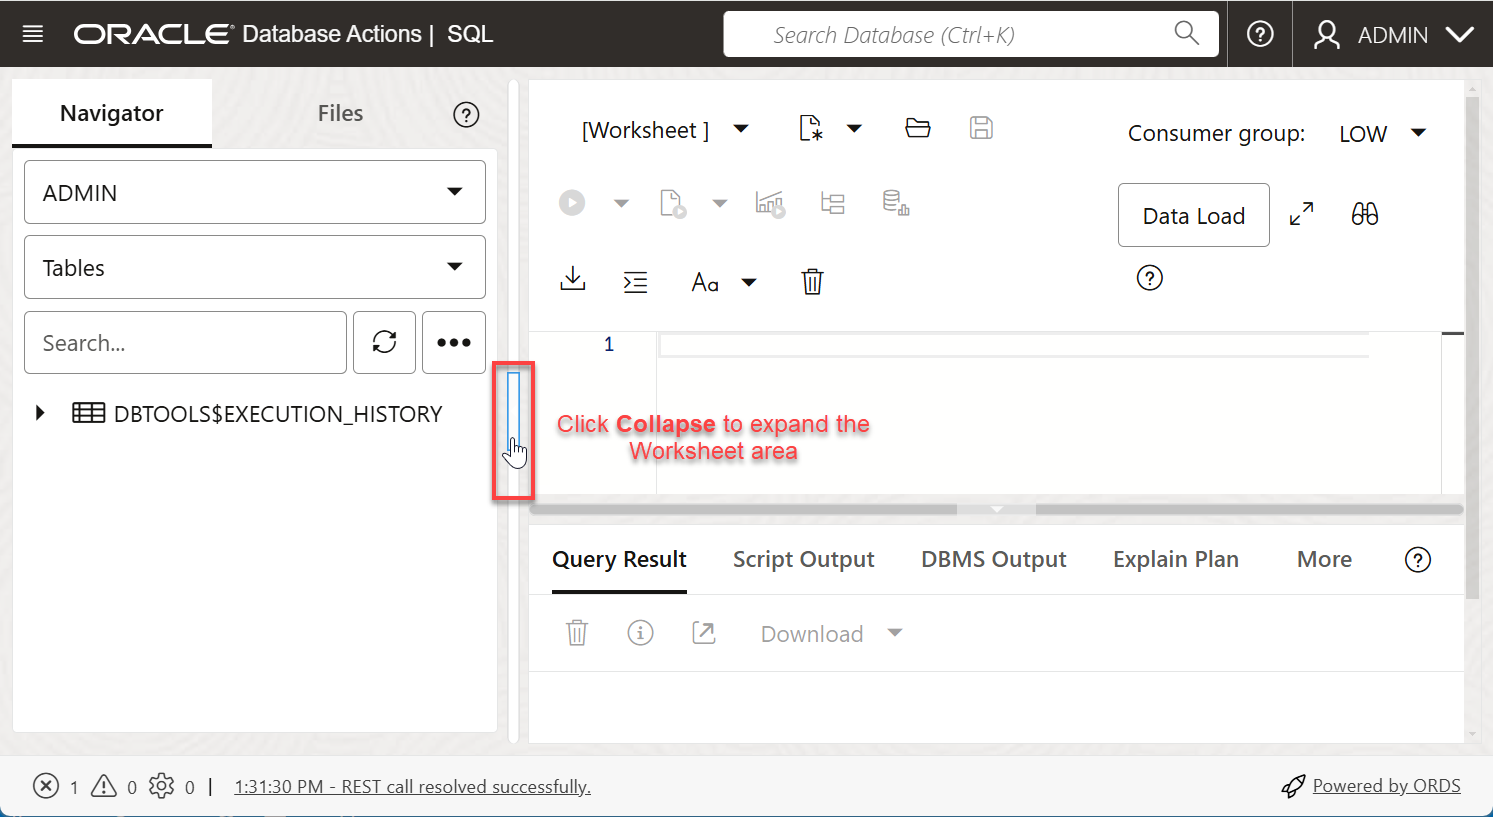 ORACLE® Database Actions | SQL
Search Database (Ctrl+K)
ADMIN
Navigator
Files
[Worksheet ]
Consumer group: LOW
ADMIN
Data Load
Tables
Aa
Search...
1
DBTOOLS$EXECUTION_HISTORY
Click Collapse to expand the
Worksheet area
Query Result
Script Output
DBMS Output
Explain Plan
More
Download
1 0 0 | 1:31:30 PM - REST call resolved successfully.
Powered by ORDS